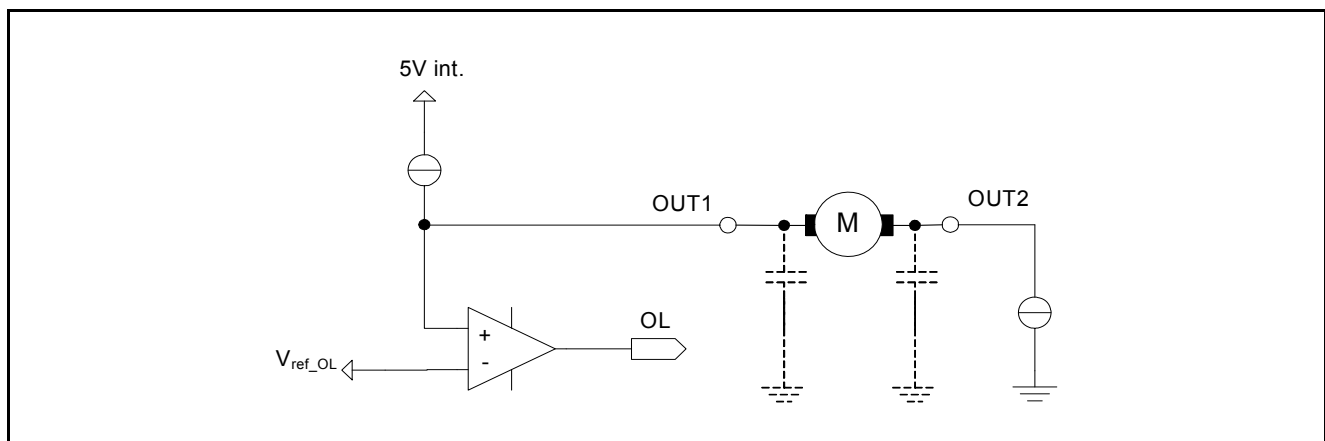 5V int.
OUT1
M
OUT2
+
-
OL
V_ref_OL